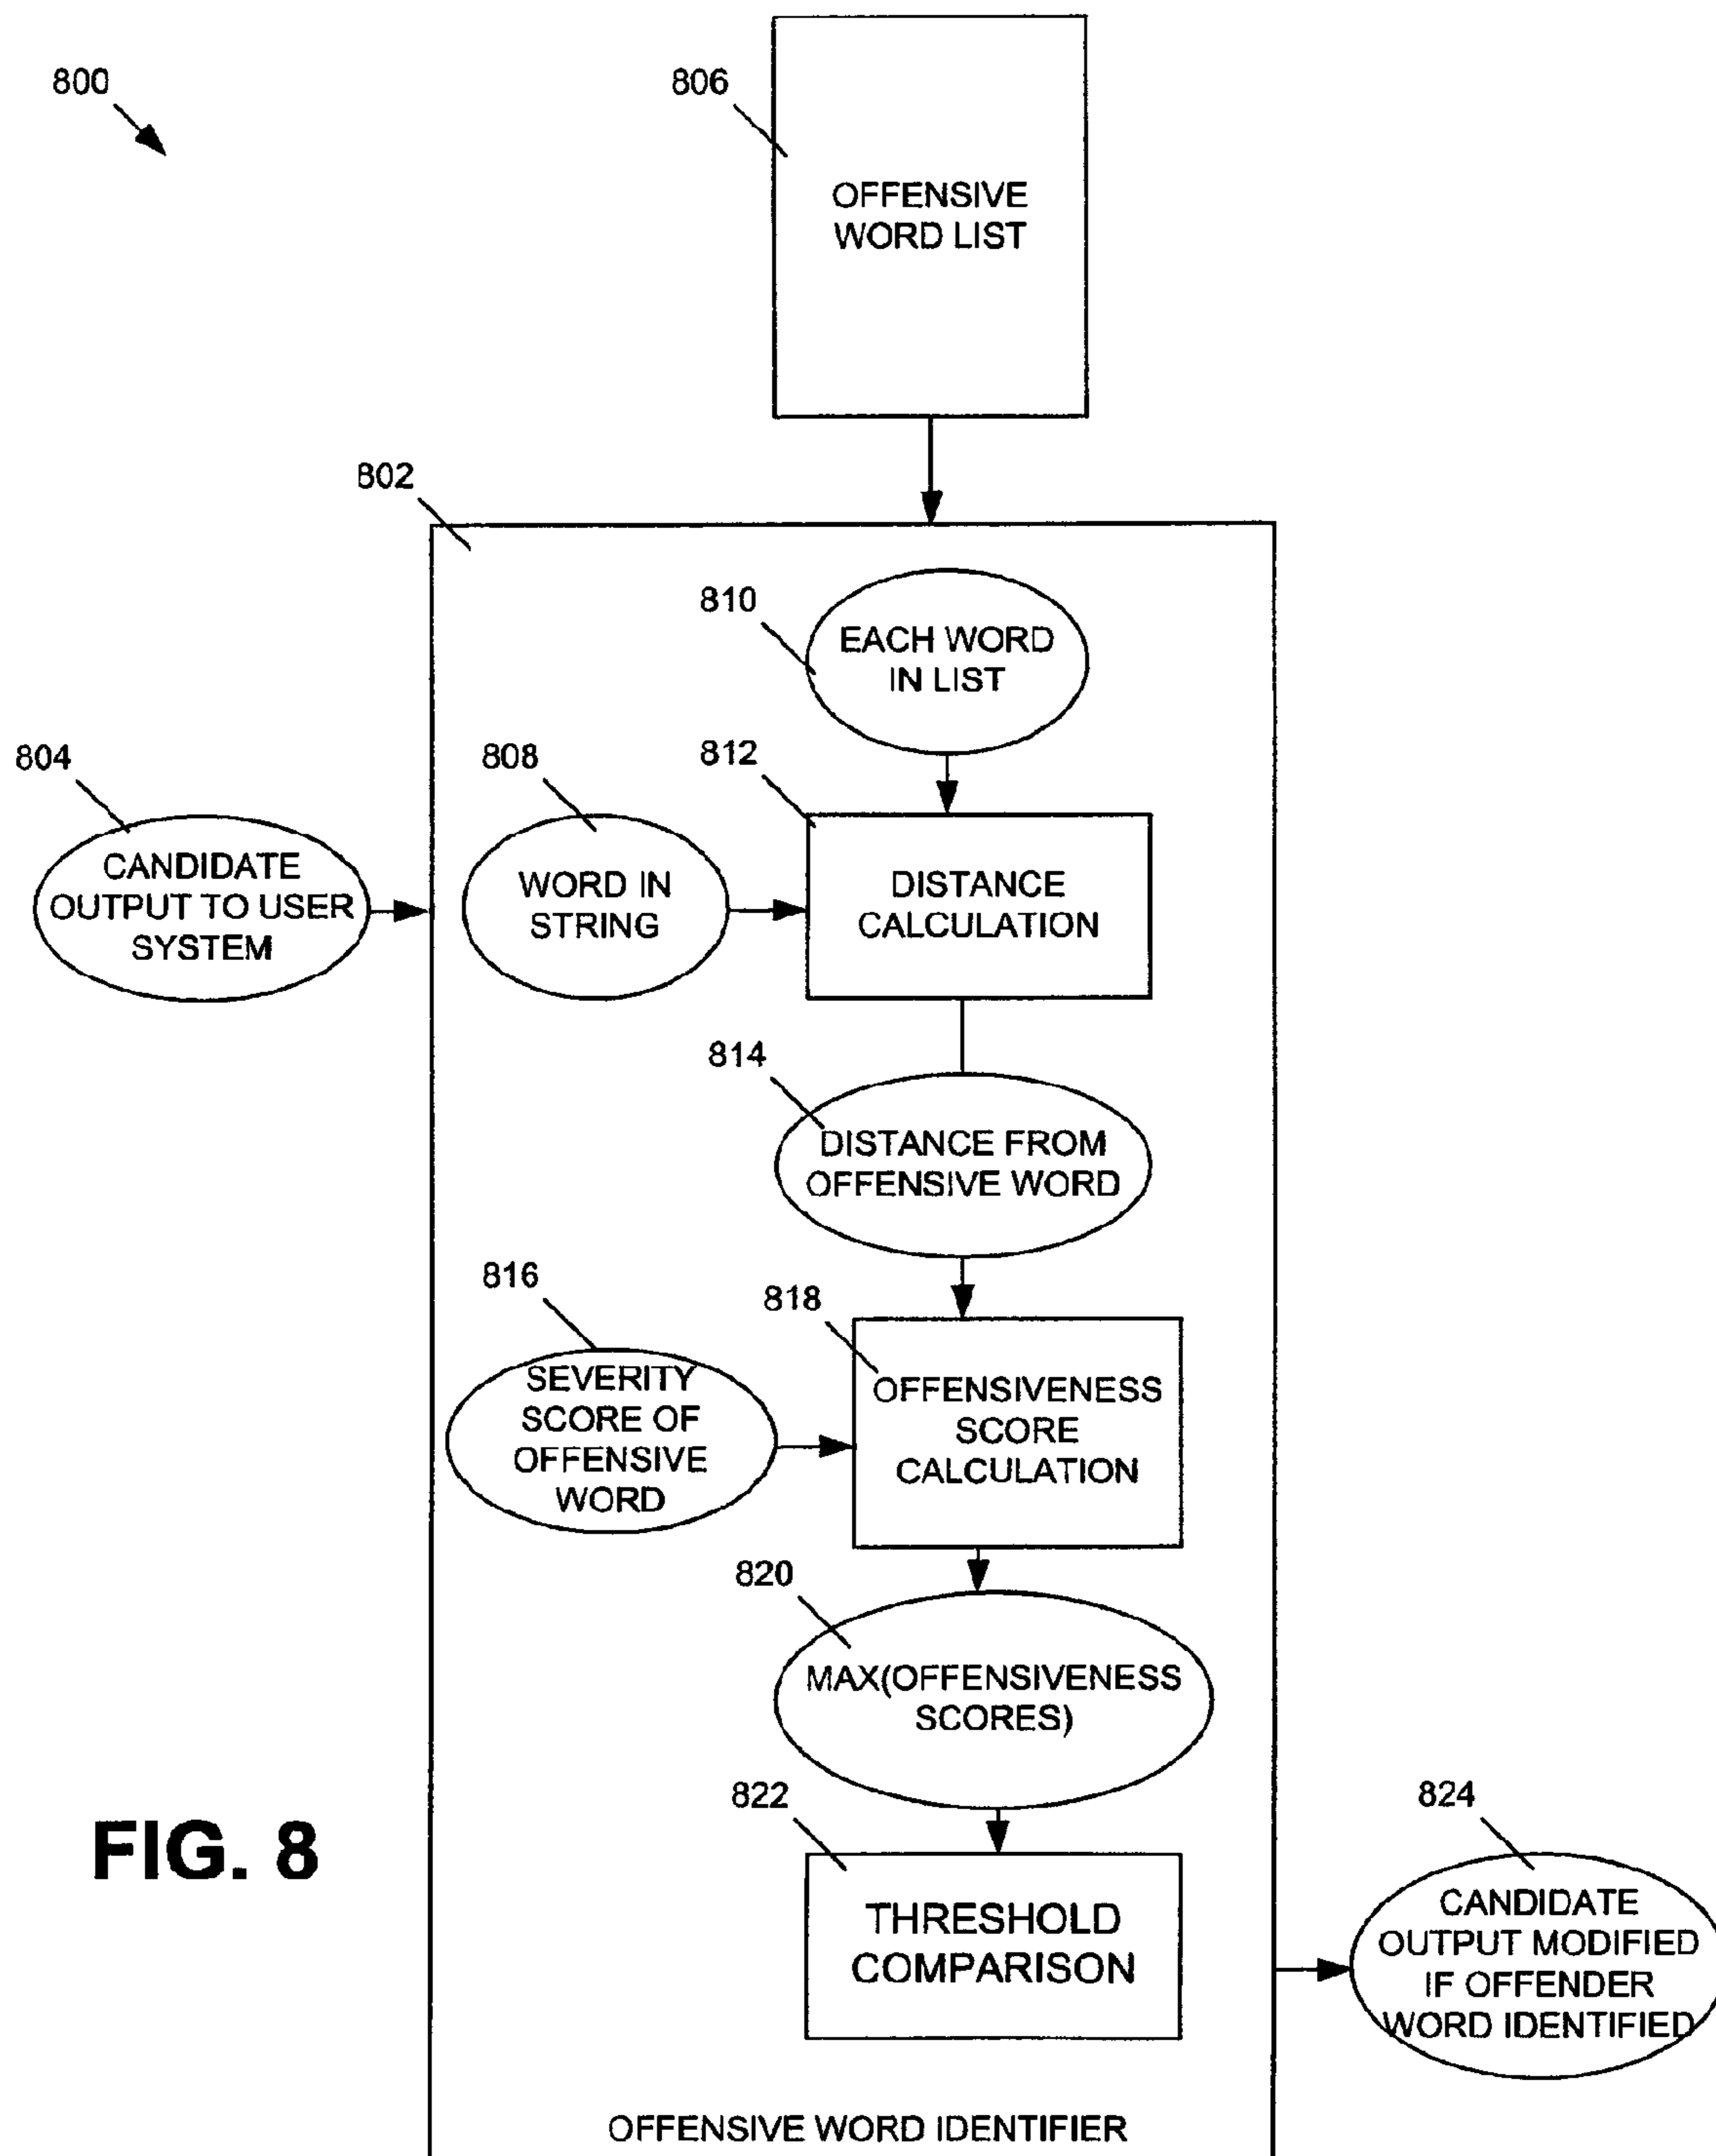 800
806
OFFENSIVE
WORD LIST
802
810
EACH WORD
IN LIST
804
808
812
CANDIDATE
OUTPUT TO USER
SYSTEM
WORD IN
STRING
DISTANCE
CALCULATION
814
DISTANCE FROM
OFFENSIVE WORD
816
818
SEVERITY
SCORE OF
OFFENSIVE
WORD
OFFENSIVENESS
SCORE
CALCULATION
820
MAX(OFFENSIVENESS
SCORES)
822
824
FIG. 8
THRESHOLD
COMPARISON
CANDIDATE
OUTPUT MODIFIED
IF OFFENDER
WORD IDENTIFIED
OFFENSIVE WORD IDENTIFIER